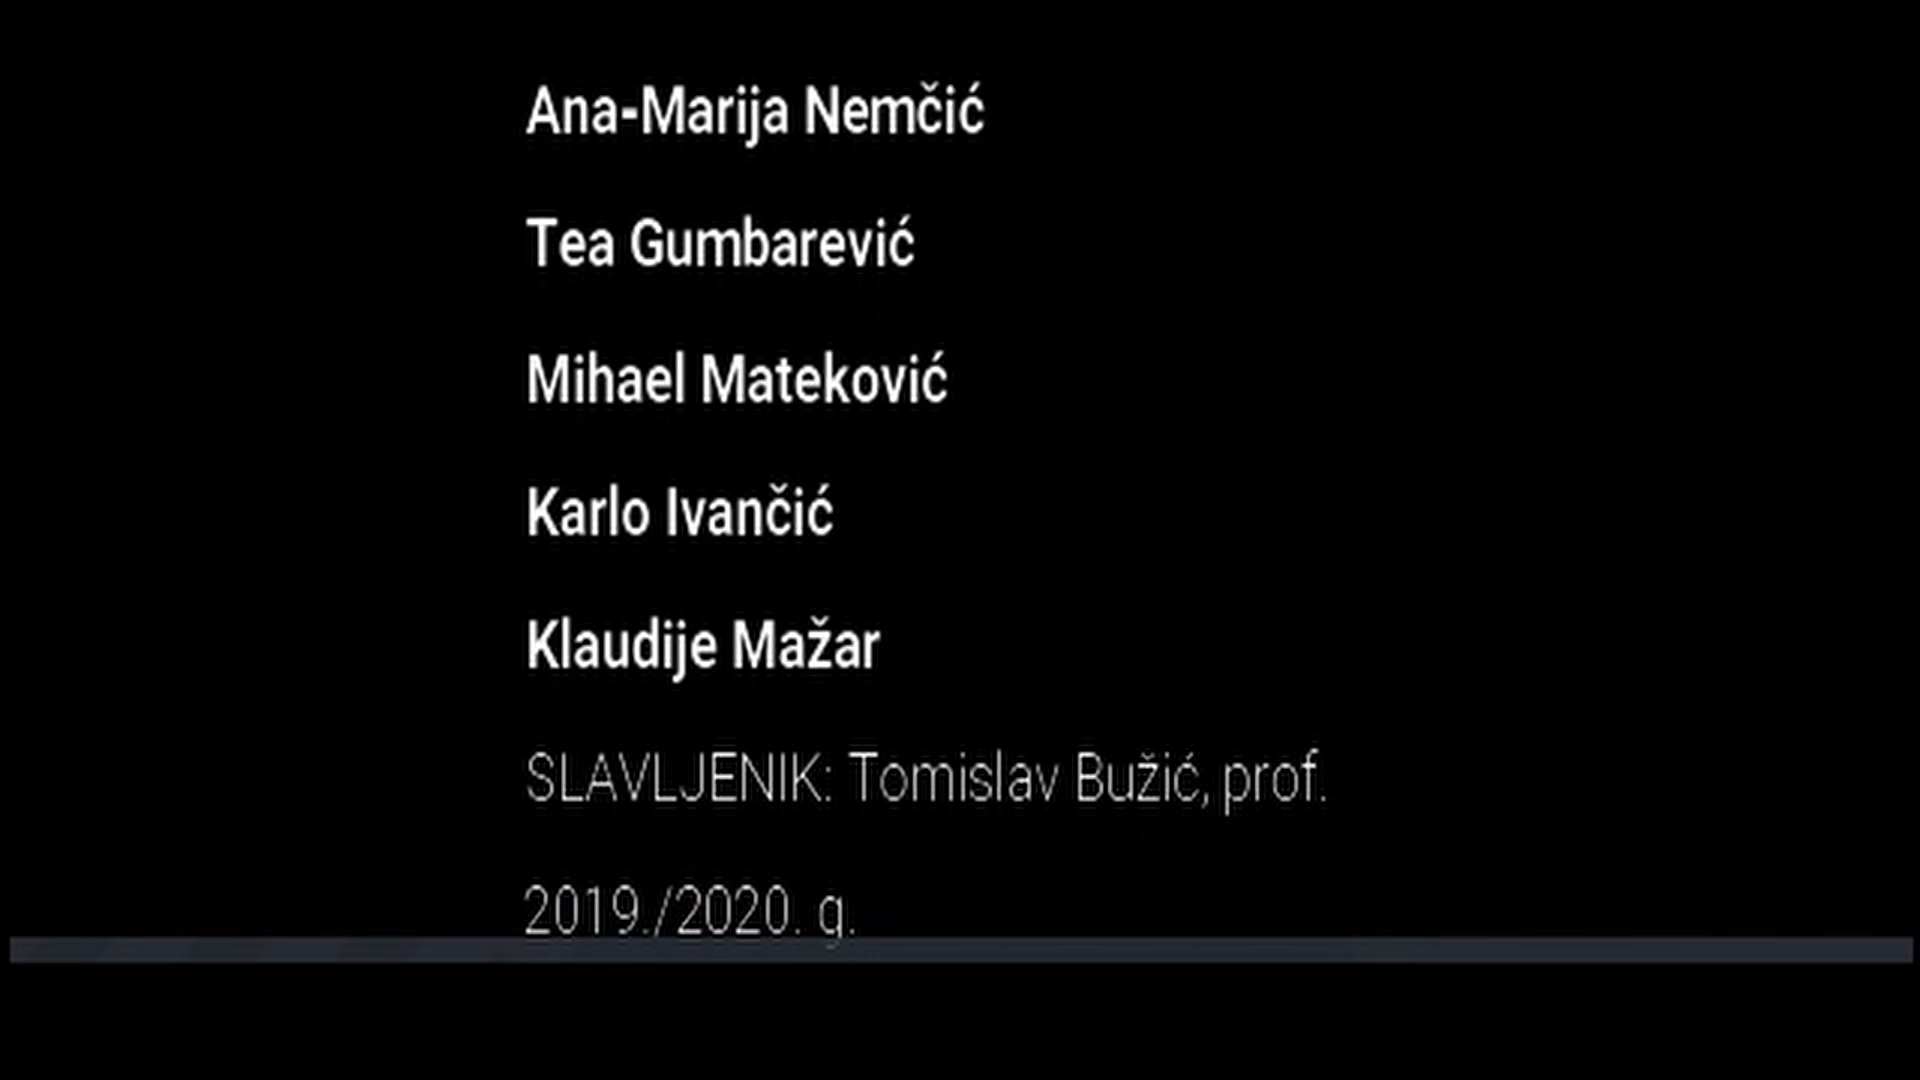 Ana-Marija Nemčić
Tea Gumbarević
Mihael Mateković
Karlo Ivančić
Klaudije Mažar
SLAVLJENIK: Tomislav Bužić, prof.
2019./2020. g.